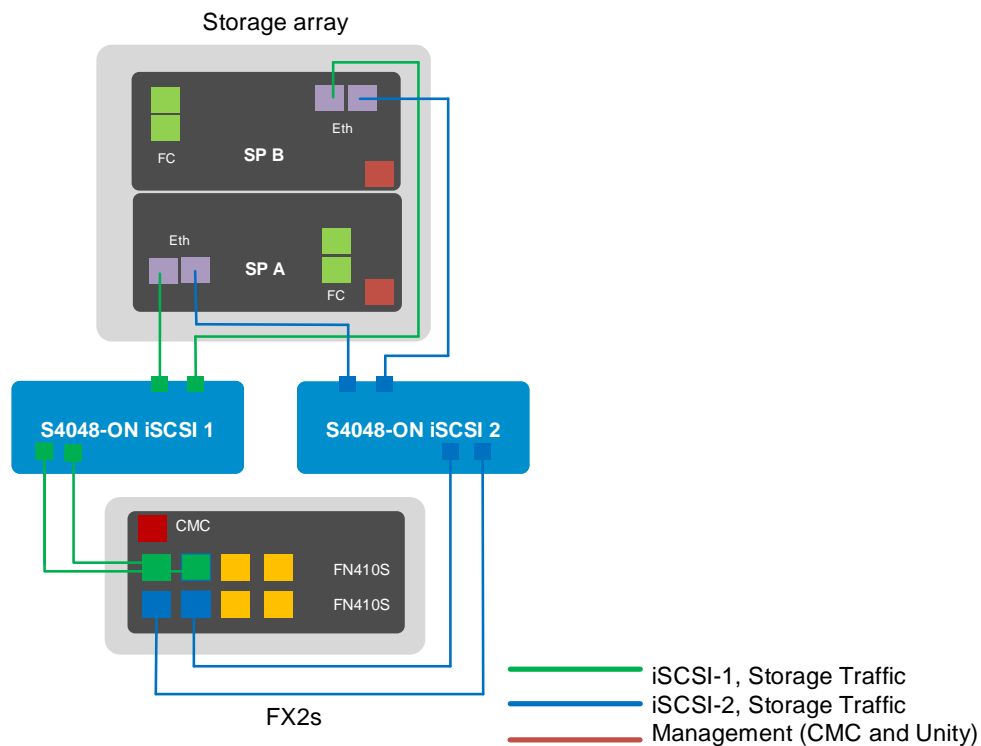 Storage array
Eth
FC
SP B
Eth
SP A
FC
S4048-ON iSCSI 1
S4048-ON iSCSI 2
CMC
FN410S
FN410S
FX2s
iSCSI-1, Storage Traffic
iSCSI-2, Storage Traffic
Management (CMC and Unity)